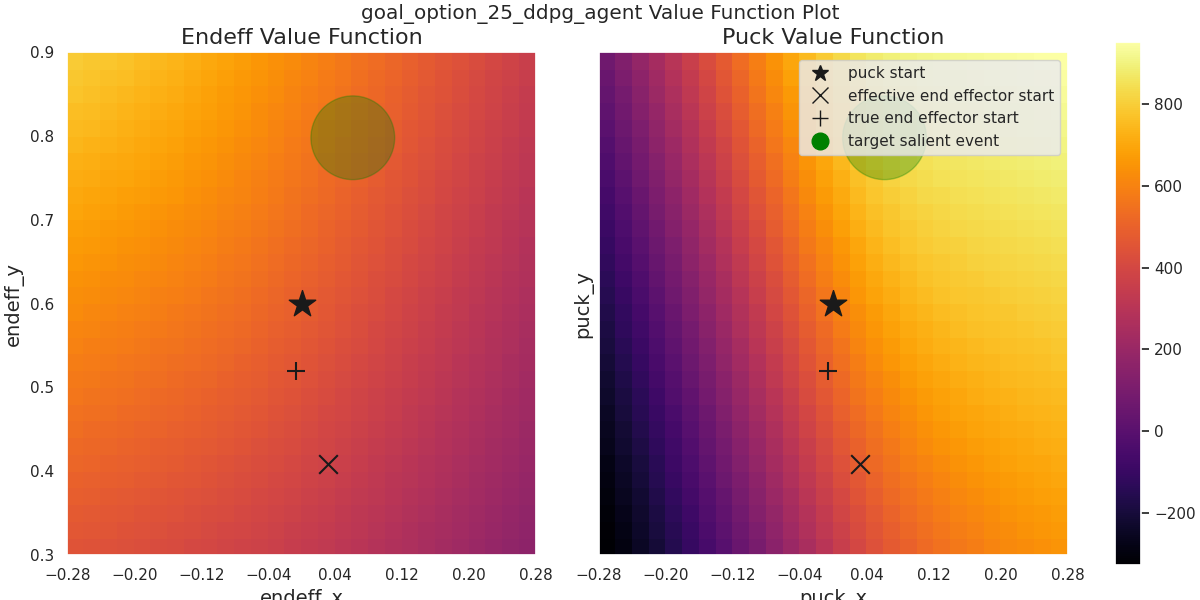 goal_option_25_ddpg_agent Value Function Plot
Endeff Value Function
Puck Value Function
puck start
effective end effector start
true end effector start
target salient event
endeff_y
0.9
0.8
0.7
0.6
0.5
0.4
0.3
−0.28 −0.20 −0.12 −0.04 0.04 0.12 0.20 0.28
endeff_x
puck_y
−0.28 −0.20 −0.12 −0.04 0.04 0.12 0.20 0.28
puck_x
800
600
400
200
0
−200